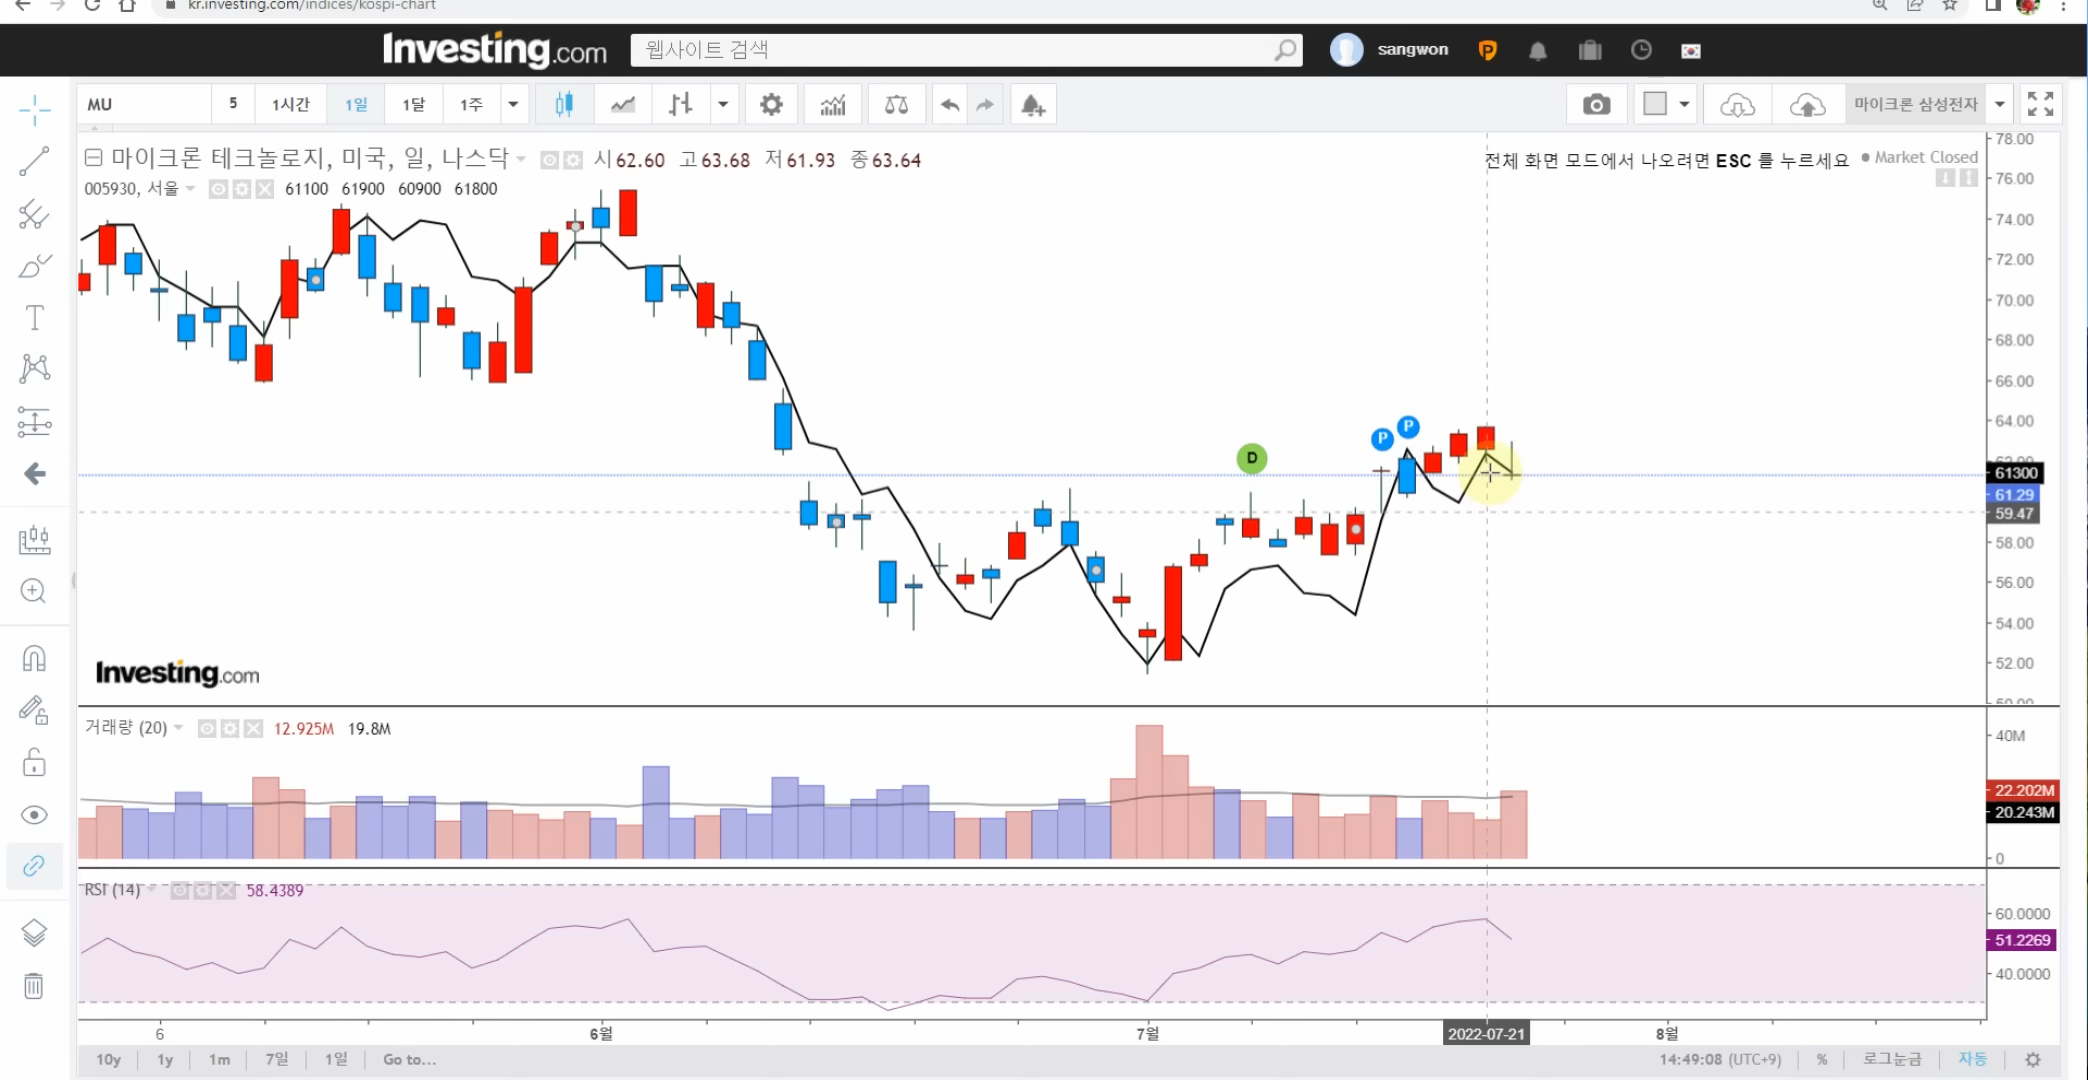 kr.investing.com/indices/kospi-chart
Investing.com
웹사이트 검색
sangwon
P
MU
5
1시간
1일
1달
1주
마이크론 삼성전자
마이크론 테크놀로지, 미국, 일, 나스닥
시62.60 고63.68 저61.93 종63.64
전체 화면 모드에서 나오려면 ESC 를 누르세요
Market Closed
005930, 서울
61100 61900 60900 61800
78.00
76.00
74.00
72.00
70.00
68.00
66.00
64.00
D
P
P
61300
61.29
59.47
58.00
56.00
54.00
52.00
Investing.com
거래량 (20)
12.925M 19.8M
40M
22.202M
20.243M
0
RSI (14)
58.4389
60.0000
51.2269
40.0000
6
6월
7월
2022-07-21
8월
10y
1y
1m
7일
1일
Go to...
14:49:08 (UTC+9)
%
로그눈금
자동